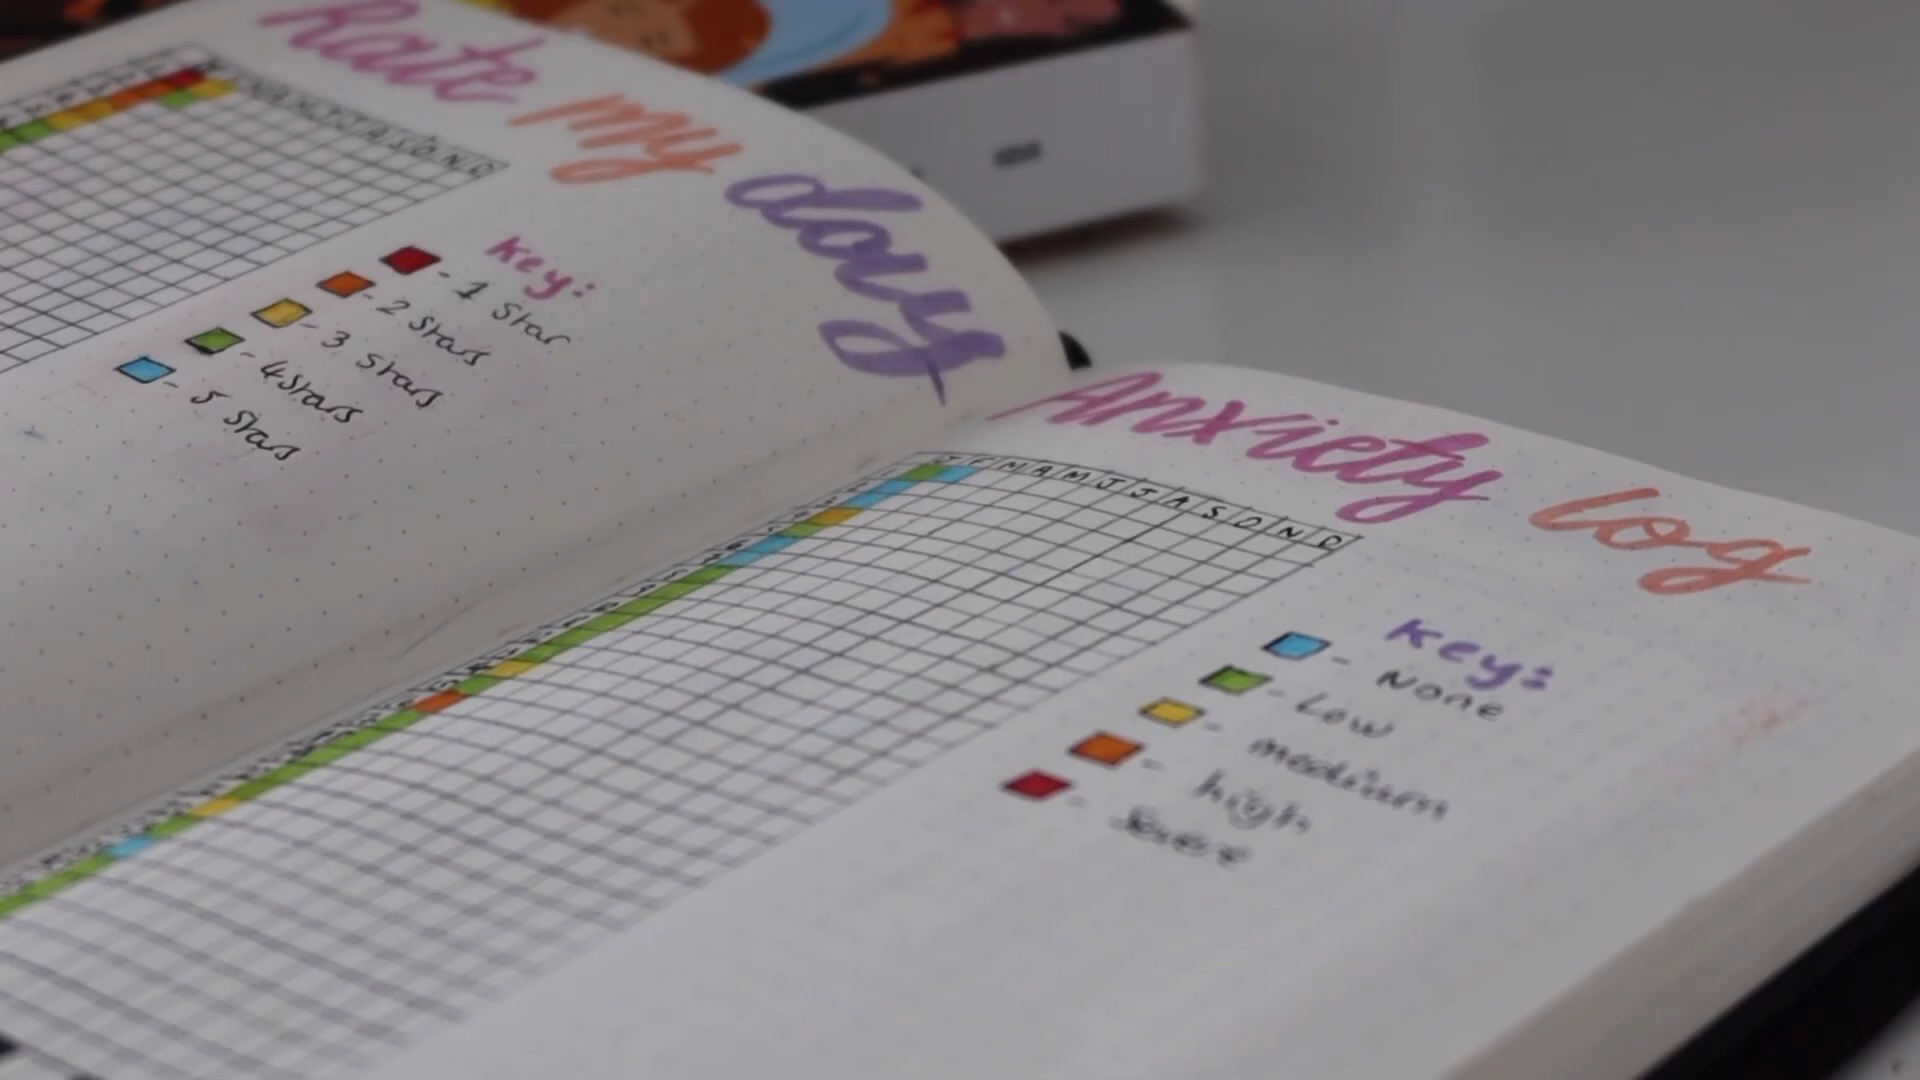 Rate my day
Key:
- 1 Star
- 2 Stars
- 3 Stars
- 4 Stars
- 5 Stars
A S O N D
Anxiety log
J F M A M J J A S O N D
Key:
- None
- Low
- medium
- high
- Severe